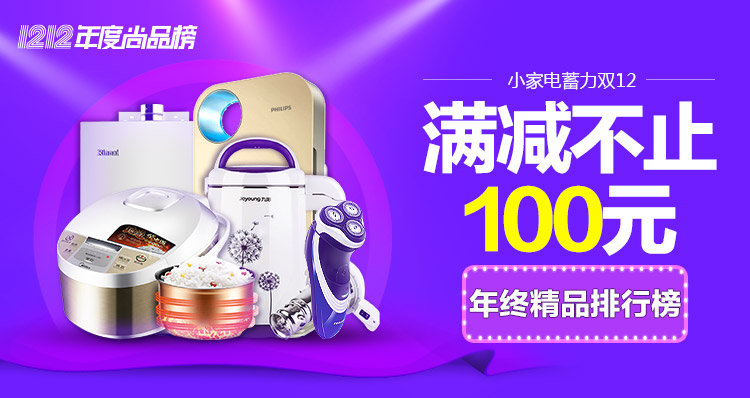 1212年度尚品榜
小家电蓄力双12
满减不止
100元
年终精品排行榜
PHILIPS
Rinnai
Joyoung九阳